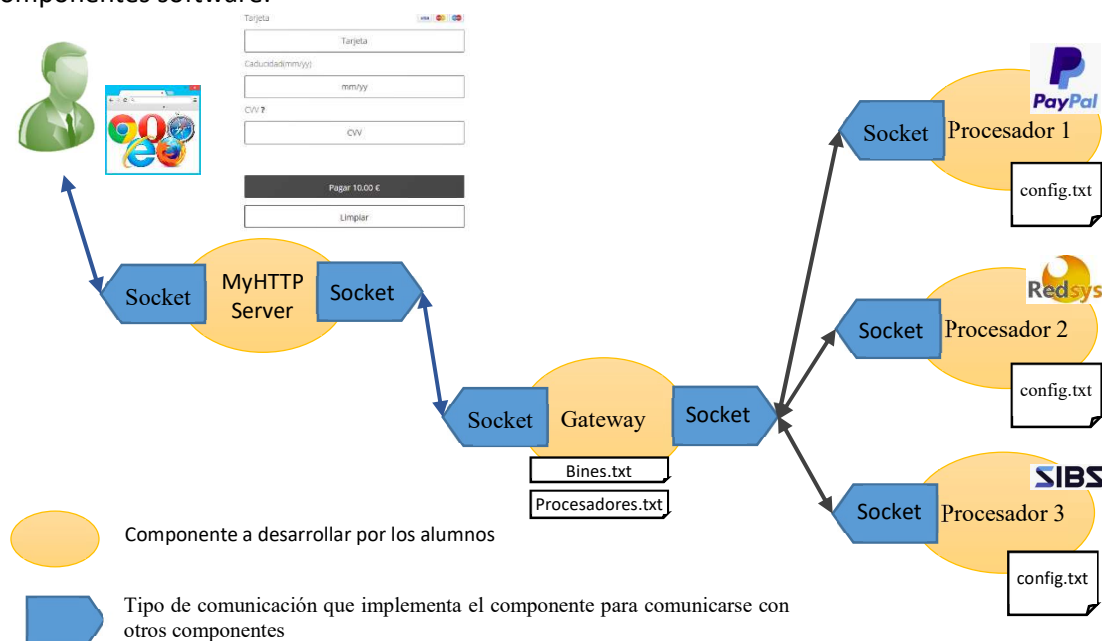 omponentes software:
Tarjeta
VISA
Tarjeta
Caducidad(mm/yy)
mm/yy
CVV ?
CVV
Pagar 10.00 €
Limpiar
Socket
MyHTTP
Server
Socket
Socket
Gateway
Socket
Bines.txt
Procesadores.txt
PayPal
Socket
Procesador 1
config.txt
Redsys
Socket
Procesador 2
config.txt
SIBS
Socket
Procesador 3
config.txt
Componente a desarrollar por los alumnos
Tipo de comunicación que implementa el componente para comunicarse con
otros componentes